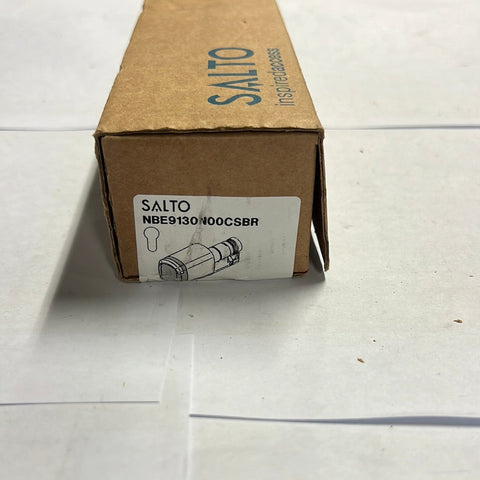 SALTO
inspiredaccess
SALTO
NBE9130N00CSBR